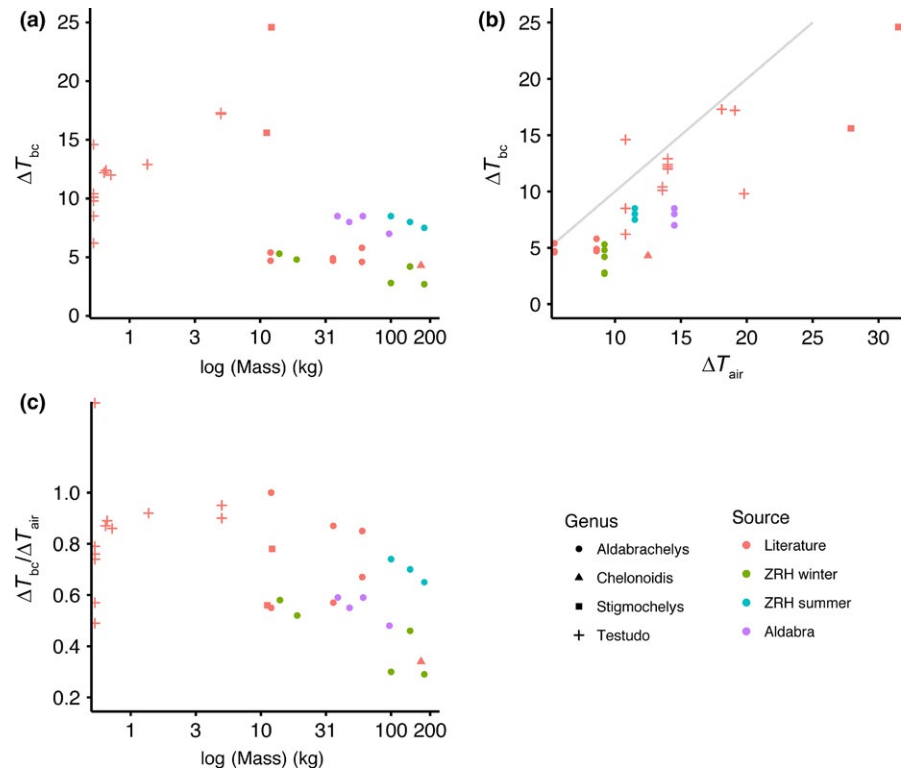 (a)
25
20
15
10
5
0
ΔTbc
1 3 10 31 100 200
log (Mass) (kg)
(b)
25
20
15
10
5
0
ΔTbc
10 15 20 25 30
ΔTair
(c)
1.0
0.8
0.6
0.4
0.2
ΔTbc/ΔTair
1 3 10 31 100 200
log (Mass) (kg)
Genus
Aldabrachelys
Chelonoidis
Stigmochelys
Testudo
Source
Literature
ZRH winter
ZRH summer
Aldabra